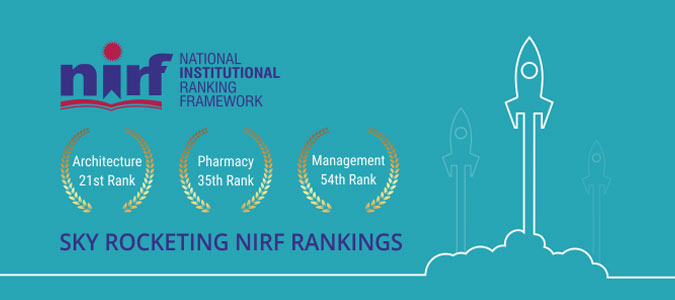 nirf
NATIONAL
INSTITUTIONAL
RANKING
FRAMEWORK
Architecture
21st Rank
Pharmacy
35th Rank
Management
54th Rank
SKY ROCKETING NIRF RANKINGS